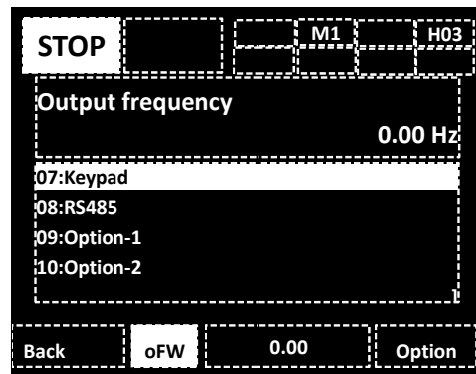 STOP M1 H03
Output frequency
0.00 Hz
07:Keypad
08:RS485
09:Option-1
10:Option-2
]
Back oFW 0.00 Option